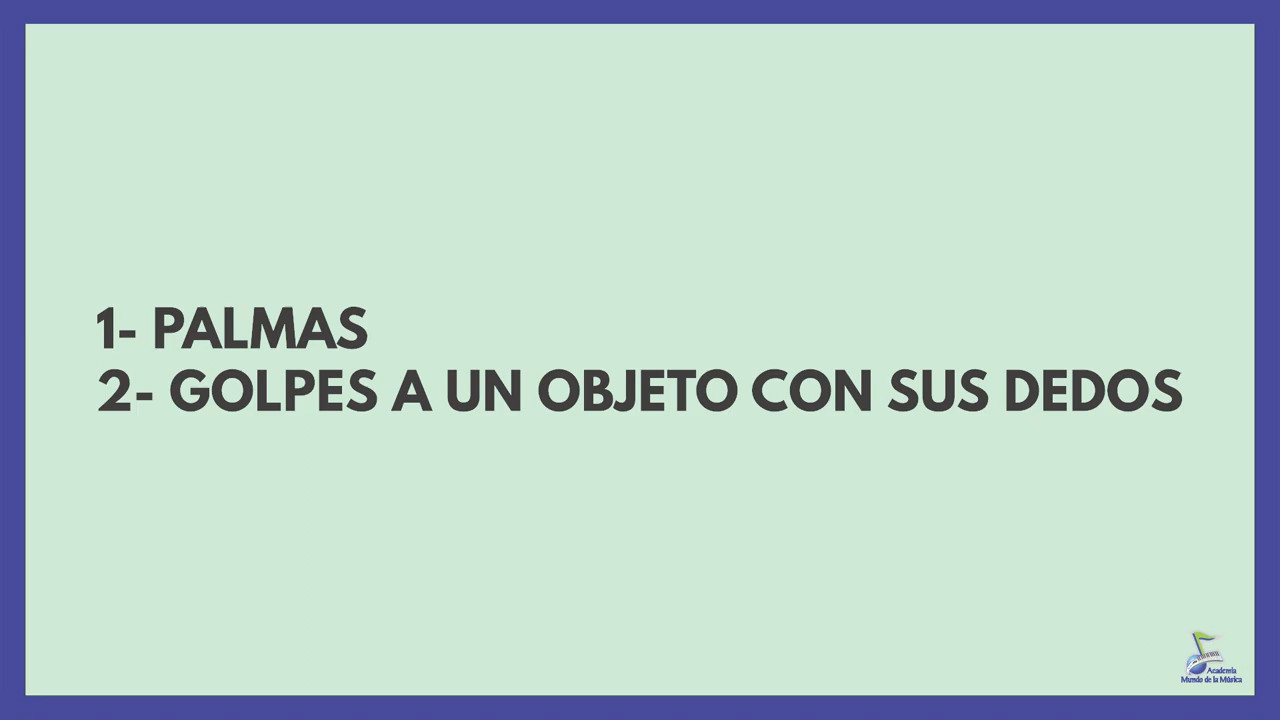 1- PALMAS
2- GOLPES A UN OBJETO CON SUS DEDOS
Academia
Mundo de la Música